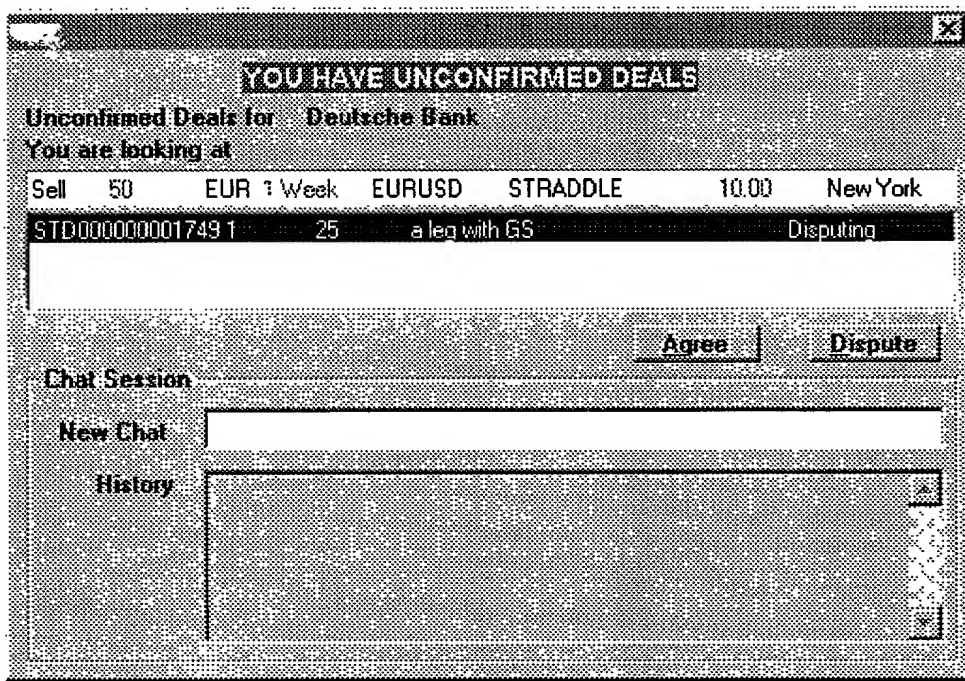 YOU HAVE UNCONFIRMED DEALS
Unconfirmed Deals for Deutsche Bank
You are looking at
Sell 50 EUR 1 Week EURUSD STRADDLE 10.00 New York
STD000000001749 1 25 a leg with GS Disputing
Agree Dispute
Chat Session
New Chat
History